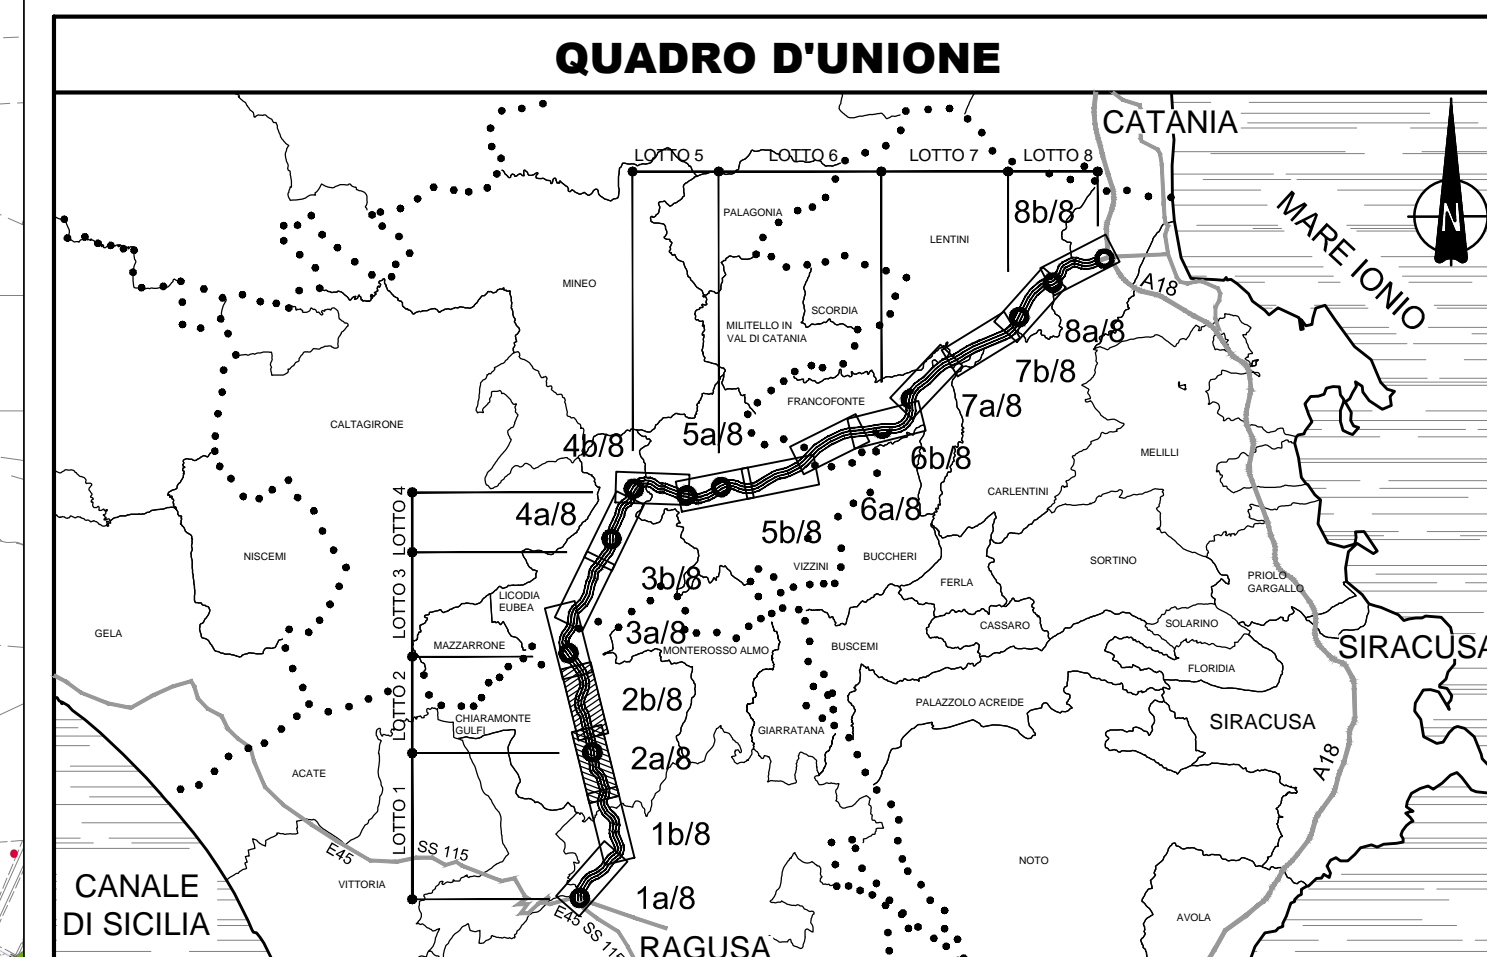 QUADRO D'UNIONE
CATANIA
LOTTO 5
LOTTO 6
LOTTO 7
LOTTO 8
8b/8
PALAGONIA
LENTINI
MARE IONIO
N
MINEO
A18
SCORDIA
MILITELLO IN
VAL DI CATANIA
8a/8
7b/8
FRANCOFONTE
7a/8
CALTAGIRONE
4b/8
5a/8
6b/8
MELILLI
CARLENTINI
LOTTO 4
4a/8
6a/8
5b/8
NISCEMI
BUCCHERI
VIZZINI
SORTINO
3b/8
FERLA
PRIOLO
GARGALLO
LOTTO 3
LICODIA
EUBEA
GELA
CASSARO
SOLARINO
3a/8
MAZZARRONE
MONTEROSSO ALMO
BUSCEMI
SIRACUSA
FLORIDIA
2b/8
LOTTO 2
PALAZZOLO ACREIDE
CHIARAMONTE
GULFI
GIARRATANA
SIRACUSA
2a/8
A18
ACATE
LOTTO 1
1b/8
E45
SS 115
NOTO
VITTORIA
CANALE
DI SICILIA
1a/8
E45 SS 115
AVOLA
RAGUSA